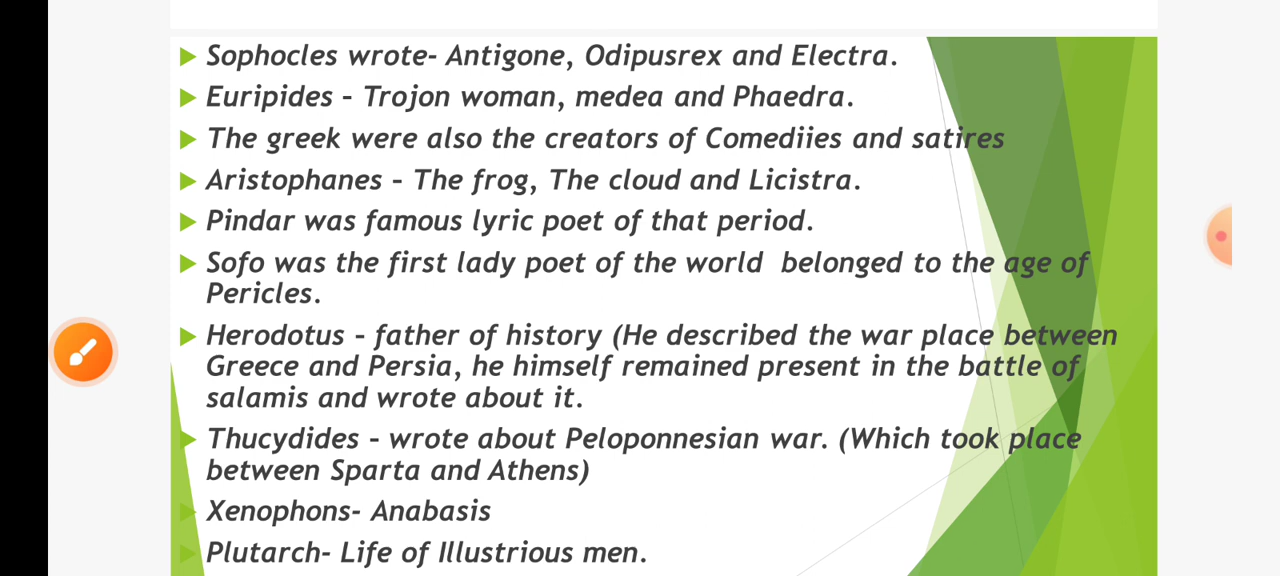 Sophocles wrote- Antigone, Odipusrex and Electra.
Euripides – Trojon woman, medea and Phaedra.
The greek were also the creators of Comediies and satires
Aristophanes – The frog, The cloud and Licistra.
Pindar was famous lyric poet of that period.
Sofo was the first lady poet of the world belonged to the age of
Pericles.
Herodotus – father of history (He described the war place between
Greece and Persia, he himself remained present in the battle of
salamis and wrote about it.
Thucydides – wrote about Peloponnesian war. (Which took place
between Sparta and Athens)
Xenophons- Anabasis
Plutarch- Life of Illustrious men.